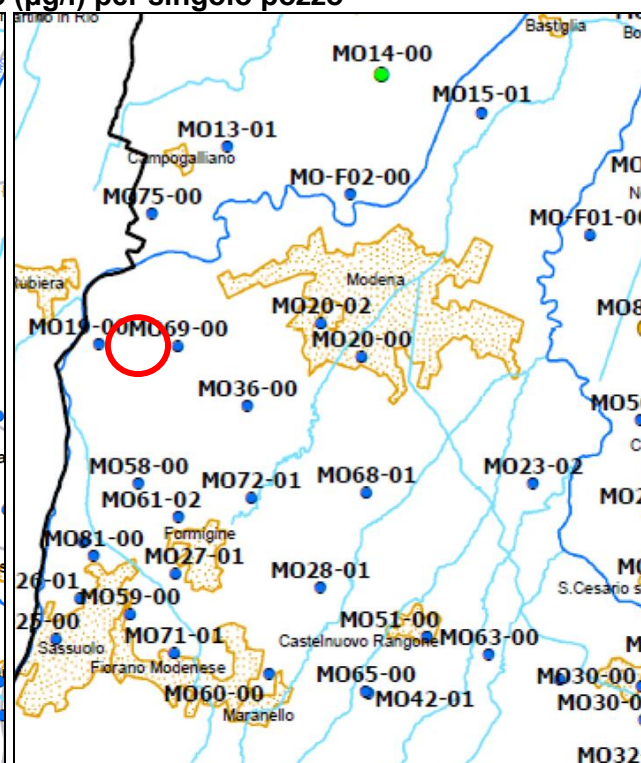 (µg/l) per singolo pozzo
artino in Rio
Bastiglia
MO14-00
MO15-01
MO13-01
Campogalliano
MO-F02-00
MO75-00
MO-F01-00
Rubiera
Modena
MO20-02
MO19-00
MO69-00
MO20-00
MO36-00
MO58-00
MO72-01
MO68-01
MO23-02
MO61-02
Formigine
MO81-00
MO27-01
MO28-01
26-01
MO59-00
S.Cesario s
25-00
MO51-00
Sassuolo
MO71-01
Castelnuovo Rangone
MO63-00
Fiorano Modenese
MO65-00
MO30-00
MO60-00
MO42-01
MO30-0
Maranello
MO32